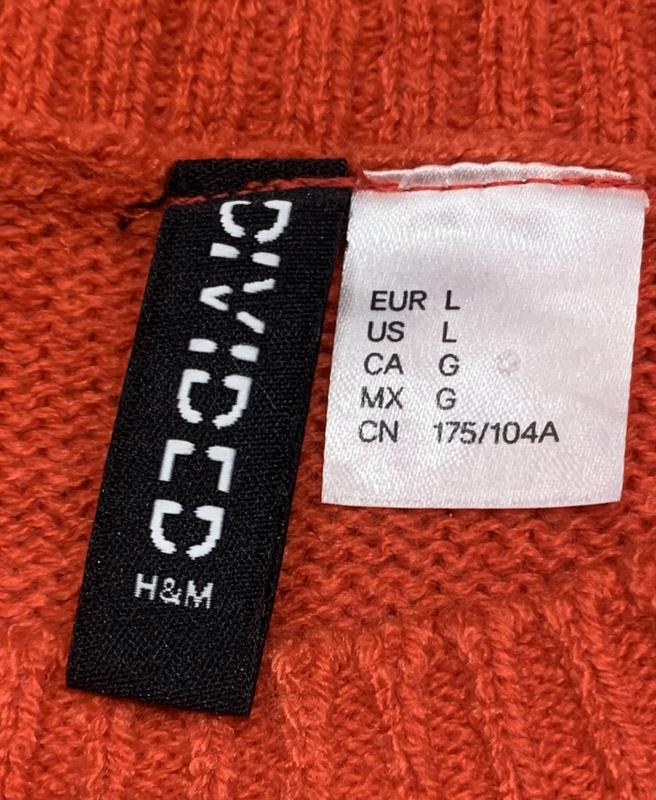 DIVIDED
H&M
EUR L
US L
CA G
MX G
CN 175/104A